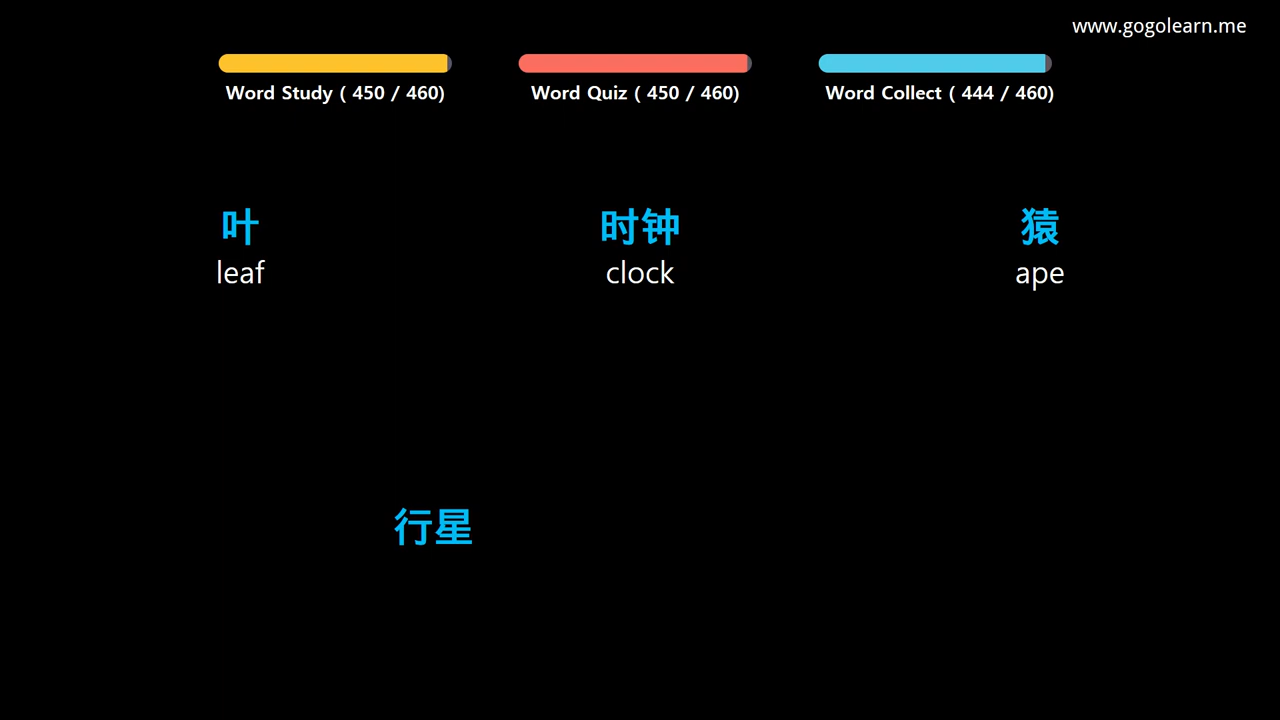 www.gogolearn.me
Word Study ( 450 / 460)
Word Quiz ( 450 / 460)
Word Collect ( 444 / 460)
叶
时钟
猿
leaf
clock
ape
行星